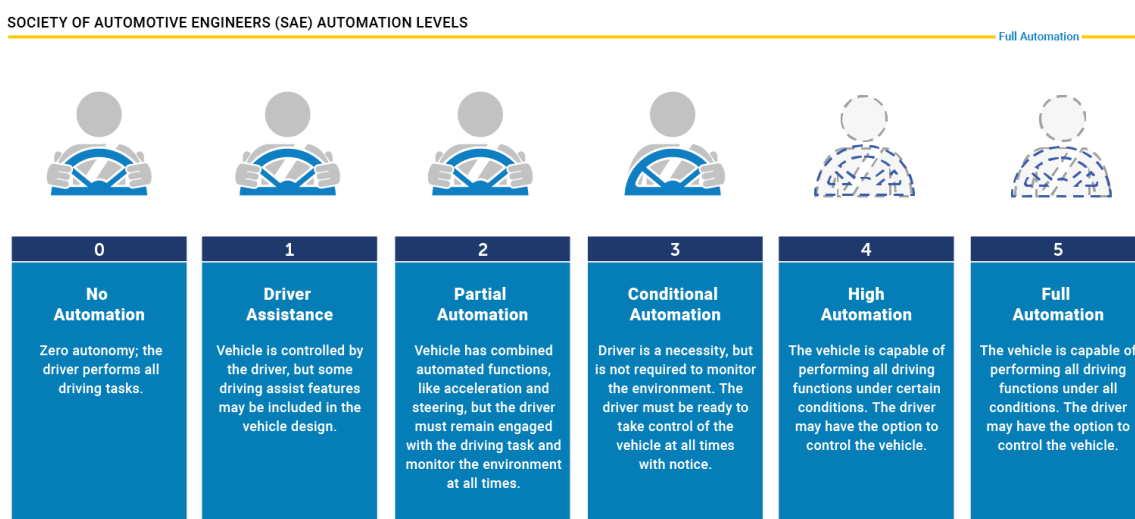 SOCIETY OF AUTOMOTIVE ENGINEERS (SAE) AUTOMATION LEVELS
Full Automation
0
No
Automation
Zero autonomy; the
driver performs all
driving tasks.
1
Driver
Assistance
Vehicle is controlled by
the driver, but some
driving assist features
may be included in the
vehicle design.
2
Partial
Automation
Vehicle has combined
automated functions,
like acceleration and
steering, but the driver
must remain engaged
with the driving task and
monitor the environment
at all times.
3
Conditional
Automation
Driver is a necessity, but
is not required to monitor
the environment. The
driver must be ready to
take control of the
vehicle at all times
with notice.
4
High
Automation
The vehicle is capable of
performing all driving
functions under certain
conditions. The driver
may have the option to
control the vehicle.
5
Full
Automation
The vehicle is capable of
performing all driving
functions under all
conditions. The driver
may have the option to
control the vehicle.